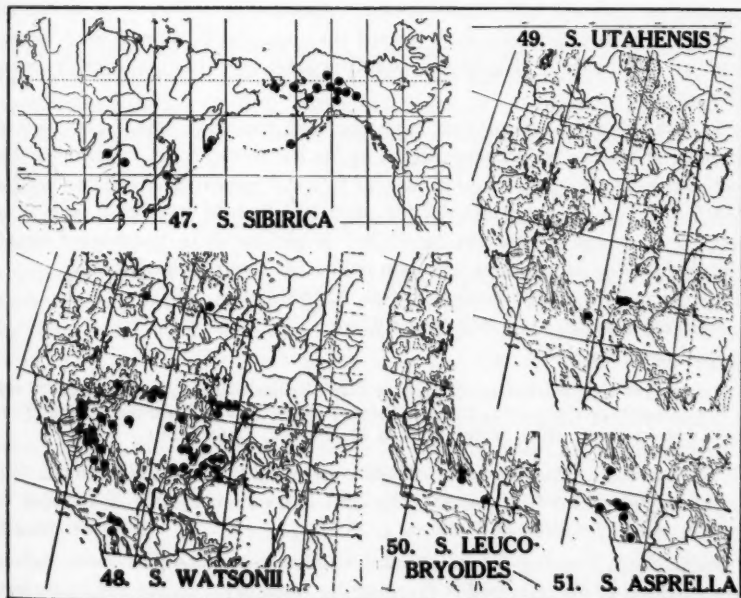 47. S. SIBIRICA
48. S. WATSONII
49. S. UTAHENSIS
50. S. LEUCO-
BRYOIDES
51. S. ASPRELLA